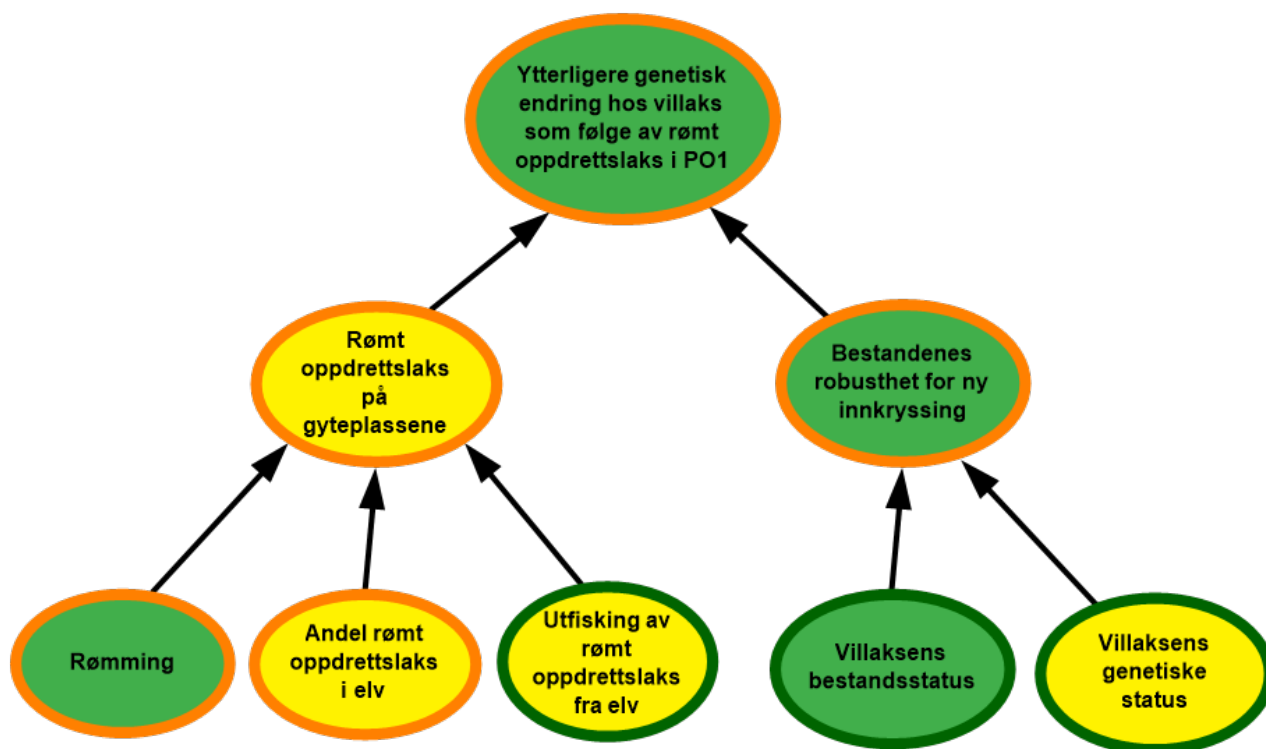 Ytterligere genetisk
endring hos villaks
som følge av rømt
oppdrettslaks i PO1
Rømt
oppdrettslaks
på
gyteplassene
Bestandenes
robusthet for ny
innkryssing
Rømming
Andel rømt
oppdrettslaks
i elv
Utfisking av
rømt
oppdrettslaks
fra elv
Villaksens
bestandsstatus
Villaksens
genetiske
status